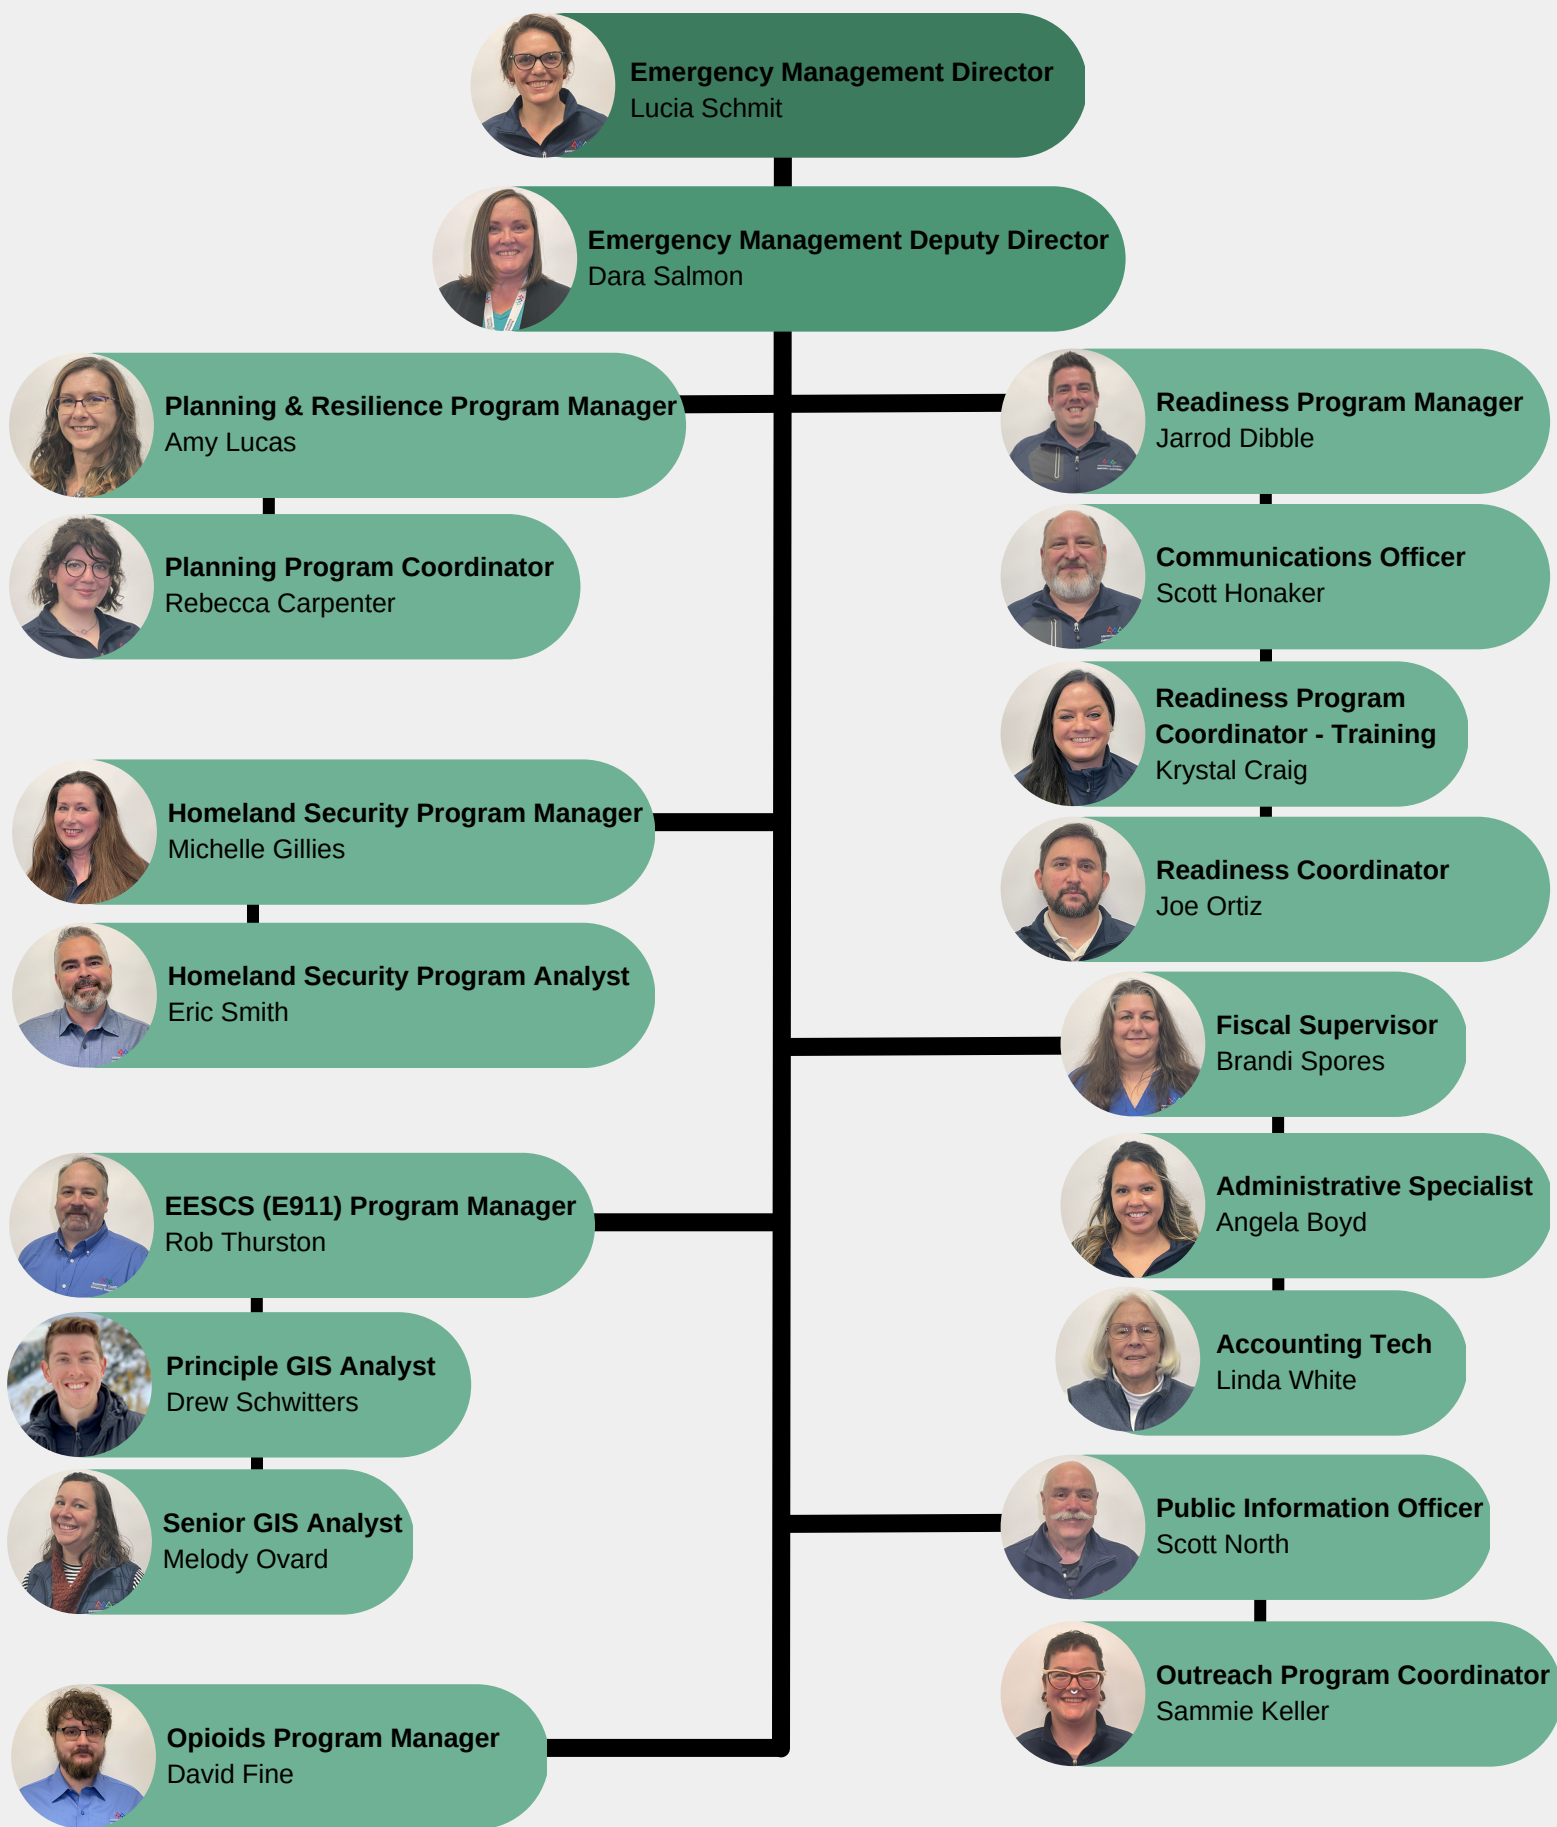 Emergency Management Director
Lucia Schmit
Emergency Management Deputy Director
Dara Salmon
Planning & Resilience Program Manager
Amy Lucas
Planning Program Coordinator
Rebecca Carpenter
Homeland Security Program Manager
Michelle Gillies
Homeland Security Program Analyst
Eric Smith
EESCS (E911) Program Manager
Rob Thurston
Principle GIS Analyst
Drew Schwitters
Senior GIS Analyst
Melody Ovard
Opioids Program Manager
David Fine
Readiness Program Manager
Jarrod Dibble
Communications Officer
Scott Honaker
Readiness Program
Coordinator - Training
Krystal Craig
Readiness Coordinator
Joe Ortiz
Fiscal Supervisor
Brandi Spores
Administrative Specialist
Angela Boyd
Accounting Tech
Linda White
Public Information Officer
Scott North
Outreach Program Coordinator
Sammie Keller